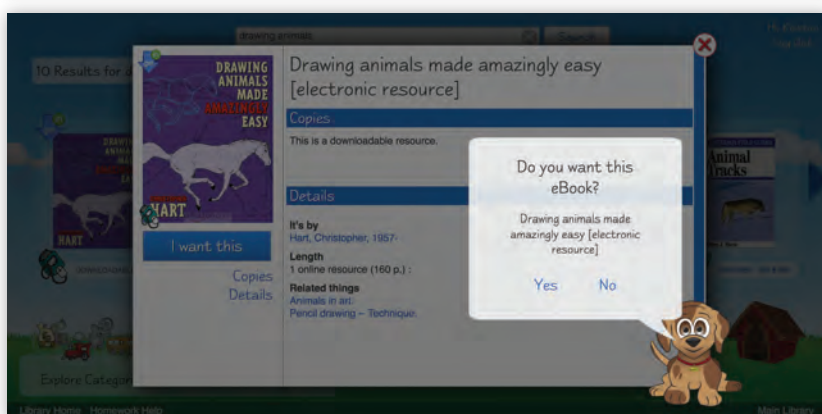 drawing animals
Search
10 Results for
DRAWING
ANIMALS
MADE
AMAZINGLY
EASY
HART
I want this
Copies
Details
Drawing animals made amazingly easy
[electronic resource]
Copies
This is a downloadable resource.
Details
It's by
Hart, Christopher, 1957-
Length
1 online resource (160 p.) :
Related things
Animals in art.
Pencil drawing – Technique.
Do you want this
eBook?
Drawing animals made
amazingly easy [electronic
resource]
Yes No
HART
Animal
Tracks
Explore
Library Home Homework Help
Main Library